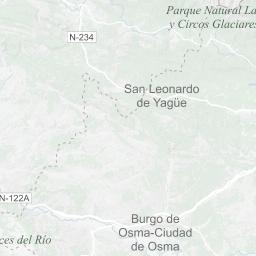 Parque Natural La
y Circos Glaciares
N-234
San Leonardo
de Yagüe
N-122A
Burgo de
Osma-Ciudad
de Osma
ces del Río